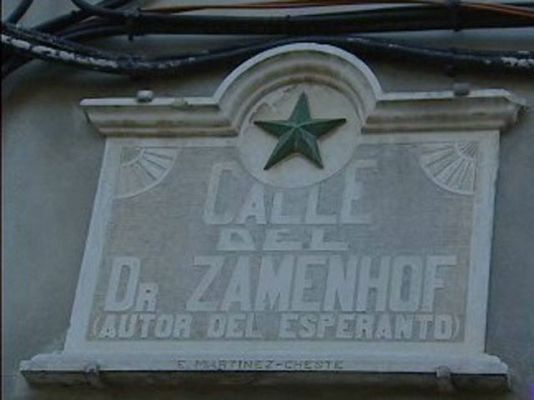 CALLE
DEL
DR ZAMENHOF
(AUTOR DEL ESPERANTO)
F. MARTINEZ-CHESTE